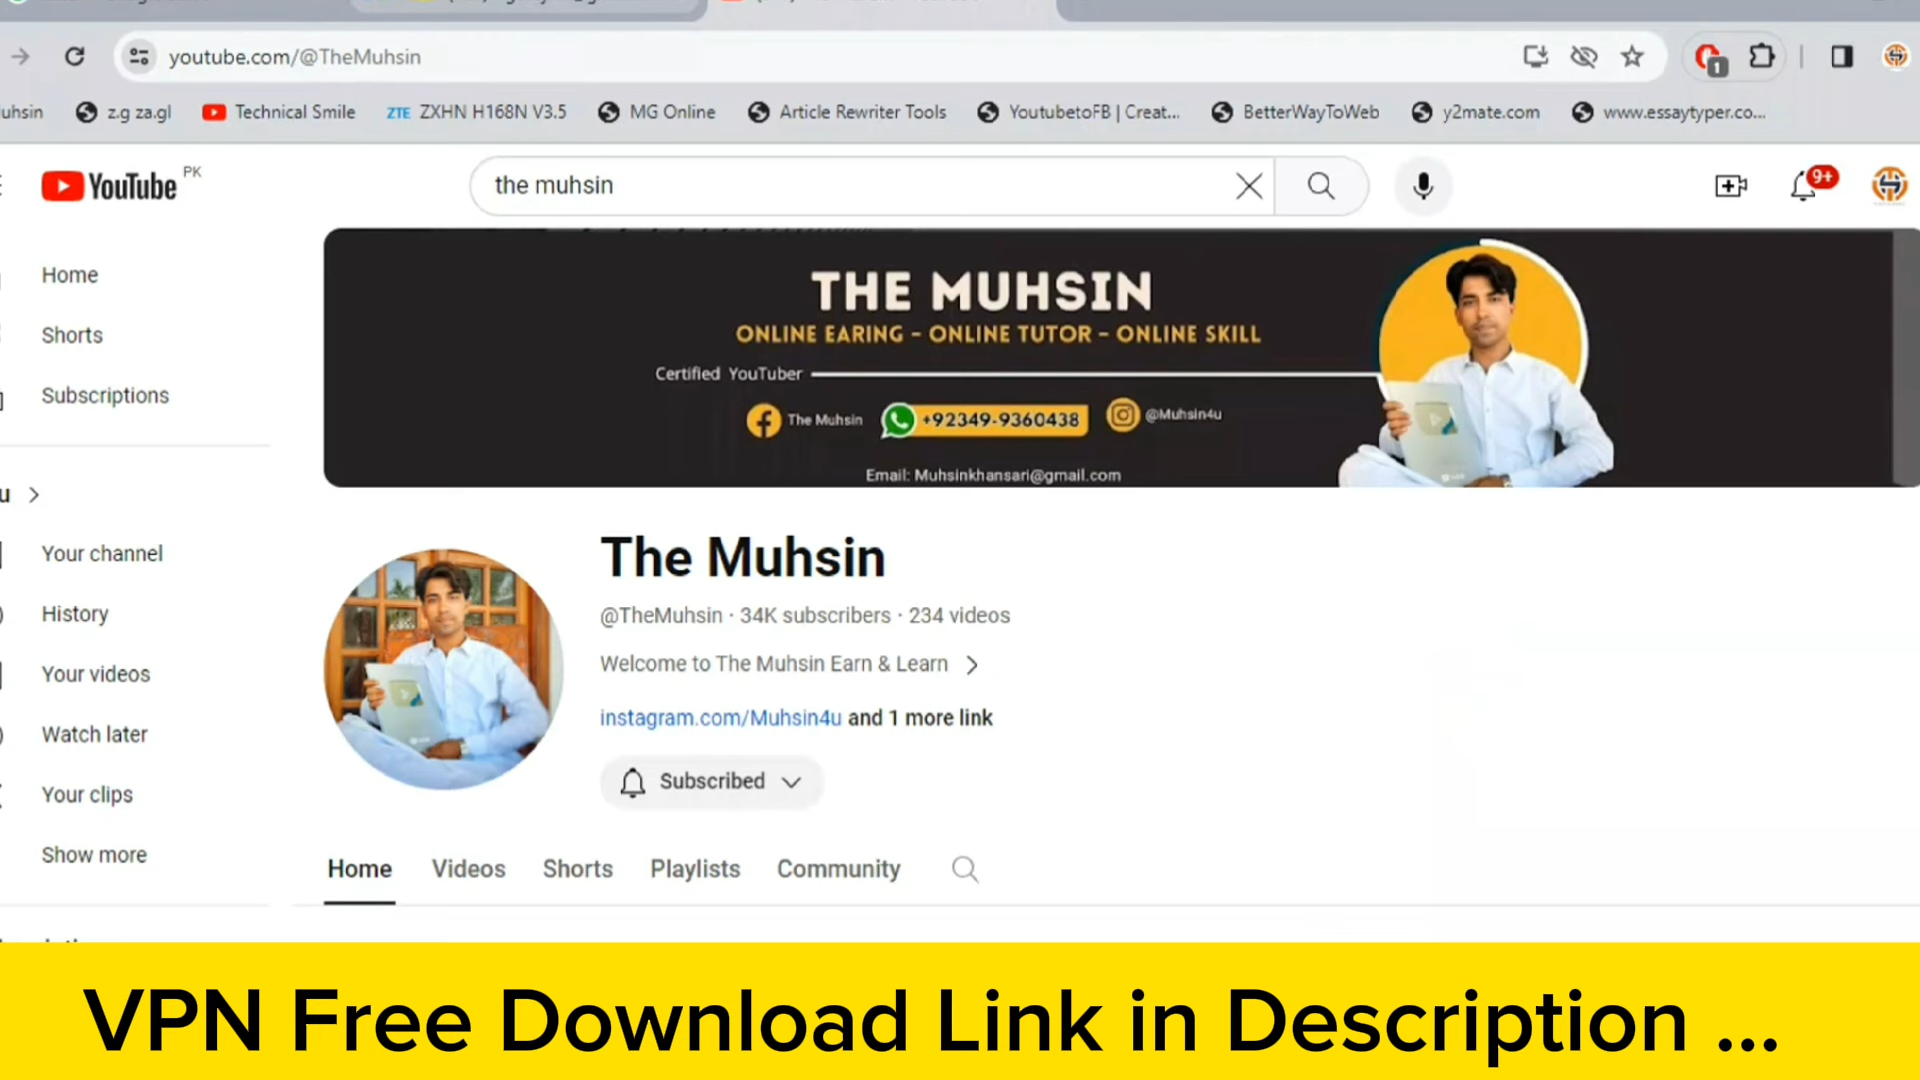 youtube.com/@TheMuhsin
1
uhsin
z.g za.gl
Technical Smile
ZTE ZXHN H168N V3.5
MG Online
Article Rewriter Tools
YoutubetoFB | Creat...
BetterWayToWeb
y2mate.com
www.essaytyper.co...
YouTube PK
the muhsin
9+
Home
Shorts
Subscriptions
u
Your channel
History
Your videos
Watch later
Your clips
Show more
THE MUHSIN
ONLINE EARING - ONLINE TUTOR - ONLINE SKILL
Certified YouTuber
The Muhsin
+92349-9360438
@Muhsin4u
Email: Muhsinkhansari@gmail.com
The Muhsin
@TheMuhsin · 34K subscribers · 234 videos
Welcome to The Muhsin Earn & Learn
instagram.com/Muhsin4u and 1 more link
Subscribed
Home
Videos
Shorts
Playlists
Community
VPN Free Download Link in Description ...